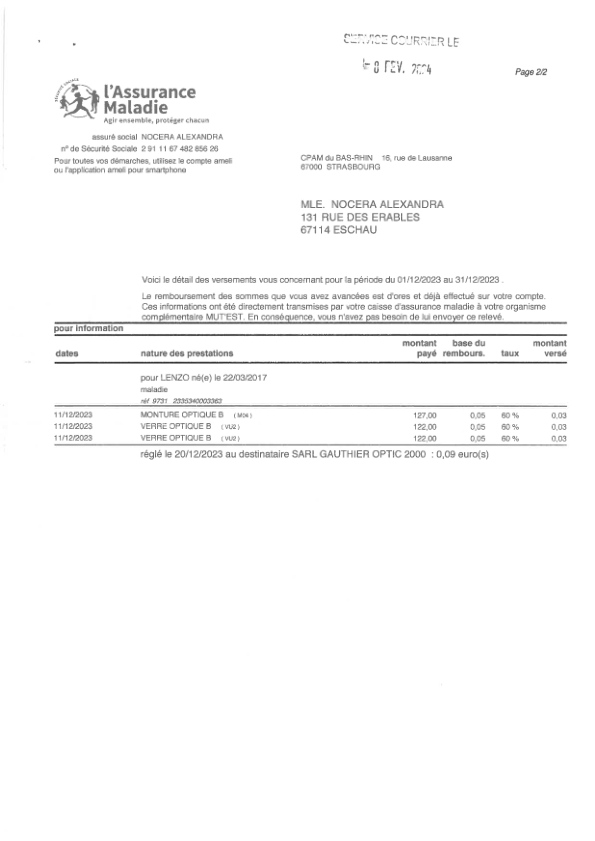 SERVICE COURRIER LE
8 FEV. 2024
Page 2/2
SÉCURITÉ SOCIALE
l'Assurance
Maladie
Agir ensemble, protéger chacun
assuré social NOCERA ALEXANDRA
n° de Sécurité Sociale 2 91 11 67 482 856 26
Pour toutes vos démarches, utilisez le compte ameli
ou l'application ameli pour smartphone
CPAM du BAS-RHIN 16, rue de Lausanne
67000 STRASBOURG
MLE. NOCERA ALEXANDRA
131 RUE DES ERABLES
67114 ESCHAU
Voici le détail des versements vous concernant pour la période du 01/12/2023 au 31/12/2023 .
Le remboursement des sommes que vous avez avancées est d'ores et déjà effectué sur votre compte.
Ces informations ont été directement transmises par votre caisse d'assurance maladie à votre organisme
complémentaire MUT'EST. En conséquence, vous n'avez pas besoin de lui envoyer ce relevé.
pour information
dates nature des prestations montant payé base du rembours. taux montant versé
pour LENZO né(e) le 22/03/2017
maladie
réf 9731 2335340003363
11/12/2023 MONTURE OPTIQUE B 127,00 0,05 60 % 0,03
11/12/2023 VERRE OPTIQUE B ( VU2 ) 122,00 0,05 60 % 0,03
11/12/2023 VERRE OPTIQUE B ( VU2 ) 122,00 0,05 60 % 0,03
réglé le 20/12/2023 au destinataire SARL GAUTHIER OPTIC 2000 : 0,09 euro(s)